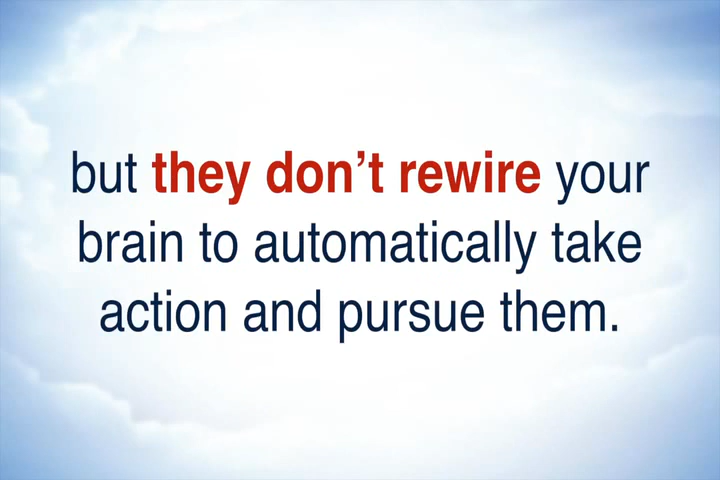 but they don’t rewire your
brain to automatically take
action and pursue them.